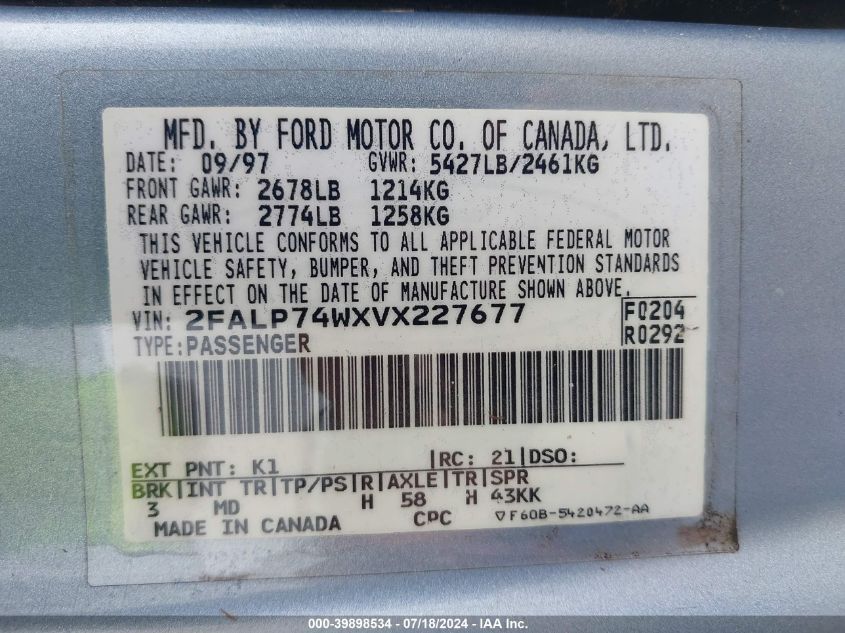 MFD. BY FORD MOTOR CO. OF CANADA, LTD.
DATE: 09/97 GVWR: 5427LB/2461KG
FRONT GAWR: 2678LB 1214KG
REAR GAWR: 2774LB 1258KG
THIS VEHICLE CONFORMS TO ALL APPLICABLE FEDERAL MOTOR
VEHICLE SAFETY, BUMPER, AND THEFT PREVENTION STANDARDS
IN EFFECT ON THE DATE OF MANUFACTURE SHOWN ABOVE.
VIN: 2FALP74WXVX227677 F0204
TYPE:PASSENGER R0292
EXT PNT: K1 |RC: 21|DSO:
BRK|INT TR|TP/PS|R|AXLE|TR|SPR
3 MD H 58 H 43KK
MADE IN CANADA CPC ▽F60B-5420472-AA
000-39898534 - 07/18/2024 - IAA Inc.